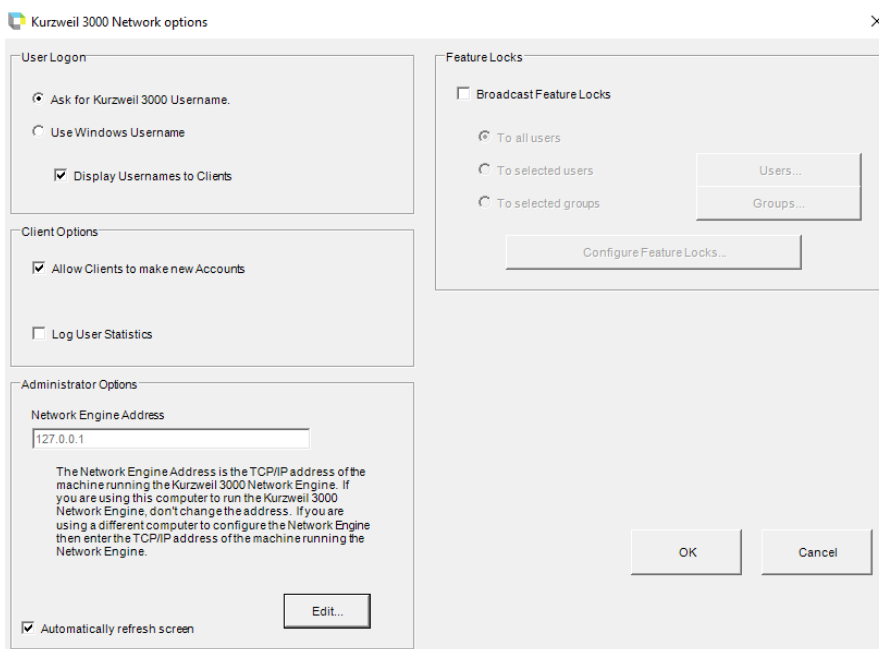 Kurzweil 3000 Network options
User Logon
Ask for Kurzweil 3000 Username.
Use Windows Username
Display Usernames to Clients
Client Options
Allow Clients to make new Accounts
Log User Statistics
Administrator Options
Network Engine Address
127.0.0.1
The Network Engine Address is the TCP/IP address of the
machine running the Kurzweil 3000 Network Engine. If
you are using this computer to run the Kurzweil 3000
Network Engine, don't change the address. If you are
using a different computer to configure the Network Engine
then enter the TCP/IP address of the machine running the
Network Engine.
Edit...
Automatically refresh screen
Feature Locks
Broadcast Feature Locks
To all users
To selected users
Users...
To selected groups
Groups...
Configure Feature Locks...
OK
Cancel